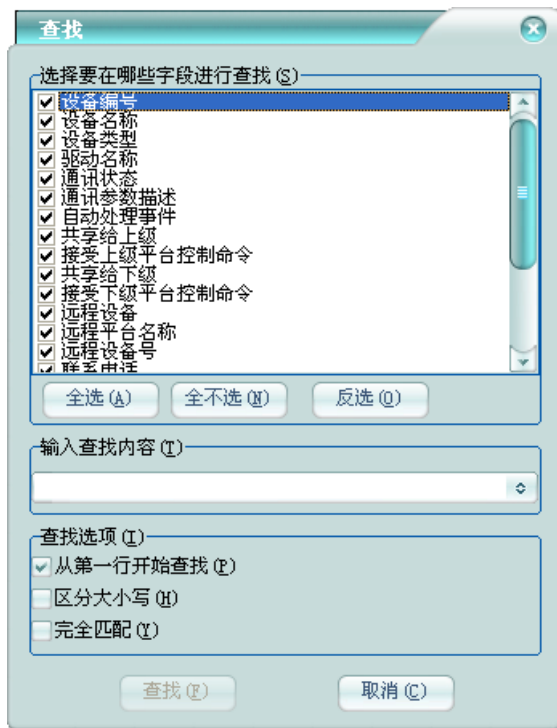 查找
选择要在哪些字段进行查找(S)
设备编号
设备名称
设备类型
驱动名称
通讯状态
通讯参数描述
自动处理事件
共享给上级
接受上级平台控制命令
共享给下级
接受下级平台控制命令
远程设备
远程平台名称
远程设备号
联系电话
全选(A) 全不选(N) 反选(O)
输入查找内容(T)
查找选项(I)
从第一行开始查找(P)
区分大小写(H)
完全匹配(Y)
查找(F) 取消(C)